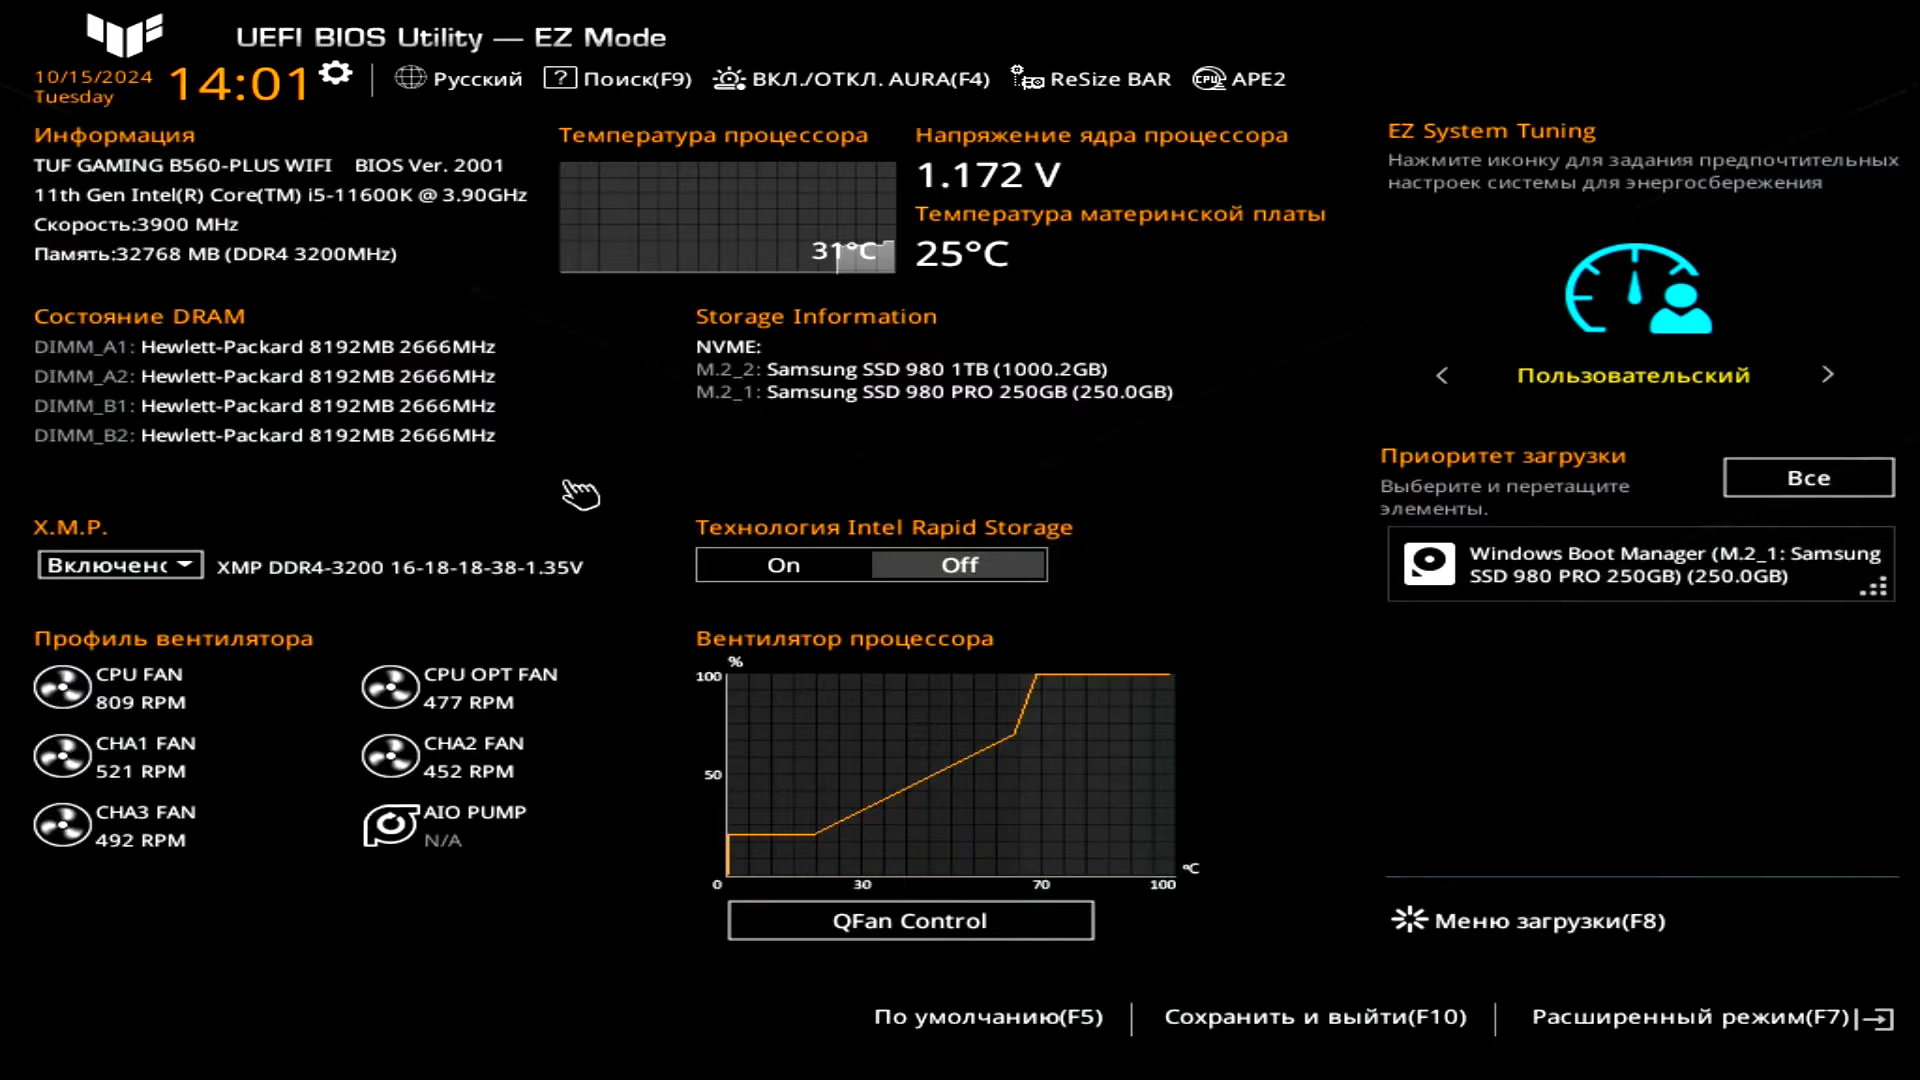 UEFI BIOS Utility — EZ Mode
10/15/2024
Tuesday
14:01
Русский
? Поиск(F9)
ВКЛ./ОТКЛ. AURA(F4)
ReSize BAR
CPU APE2
Информация
TUF GAMING B560-PLUS WIFI BIOS Ver. 2001
11th Gen Intel(R) Core(TM) i5-11600K @ 3.90GHz
Скорость:3900 MHz
Память:32768 MB (DDR4 3200MHz)
Температура процессора
31°C
Напряжение ядра процессора
1.172 V
Температура материнской платы
25°C
EZ System Tuning
Нажмите иконку для задания предпочтительных
настроек системы для энергосбережения
< Пользовательский >
Состояние DRAM
DIMM_A1: Hewlett-Packard 8192MB 2666MHz
DIMM_A2: Hewlett-Packard 8192MB 2666MHz
DIMM_B1: Hewlett-Packard 8192MB 2666MHz
DIMM_B2: Hewlett-Packard 8192MB 2666MHz
Storage Information
NVME:
M.2_2: Samsung SSD 980 1TB (1000.2GB)
M.2_1: Samsung SSD 980 PRO 250GB (250.0GB)
Приоритет загрузки
Выберите и перетащите
элементы.
Все
Windows Boot Manager (M.2_1: Samsung
SSD 980 PRO 250GB) (250.0GB)
X.M.P.
Включенс XMP DDR4-3200 16-18-18-38-1.35V
Технология Intel Rapid Storage
On Off
Профиль вентилятора
CPU FAN
809 RPM
CPU OPT FAN
477 RPM
CHA1 FAN
521 RPM
CHA2 FAN
452 RPM
CHA3 FAN
492 RPM
AIO PUMP
N/A
Вентилятор процессора
%
100
50
0 30 70 100
°C
QFan Control
Меню загрузки(F8)
По умолчанию(F5)
Сохранить и выйти(F10)
Расширенный режим(F7)